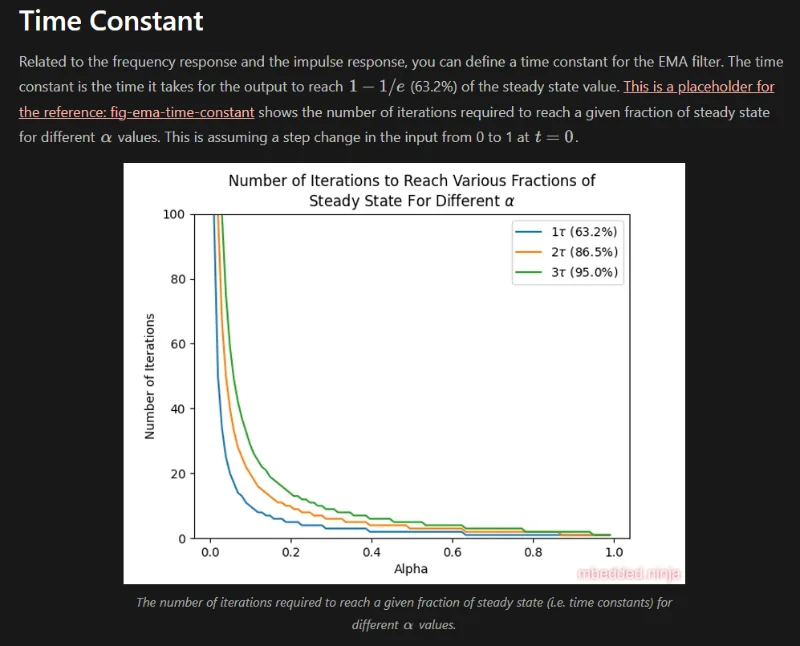 Time Constant
Related to the frequency response and the impulse response, you can define a time constant for the EMA filter. The time
constant is the time it takes for the output to reach 1 − 1/e (63.2%) of the steady state value. This is a placeholder for
the reference: fig-ema-time-constant shows the number of iterations required to reach a given fraction of steady state
for different α values. This is assuming a step change in the input from 0 to 1 at t = 0.
Number of Iterations to Reach Various Fractions of
Steady State For Different α
1τ (63.2%)
2τ (86.5%)
3τ (95.0%)
Number of Iterations
100
80
60
40
20
0
0.0 0.2 0.4 0.6 0.8 1.0
Alpha
mbedded.ninja
The number of iterations required to reach a given fraction of steady state (i.e. time constants) for
different α values.